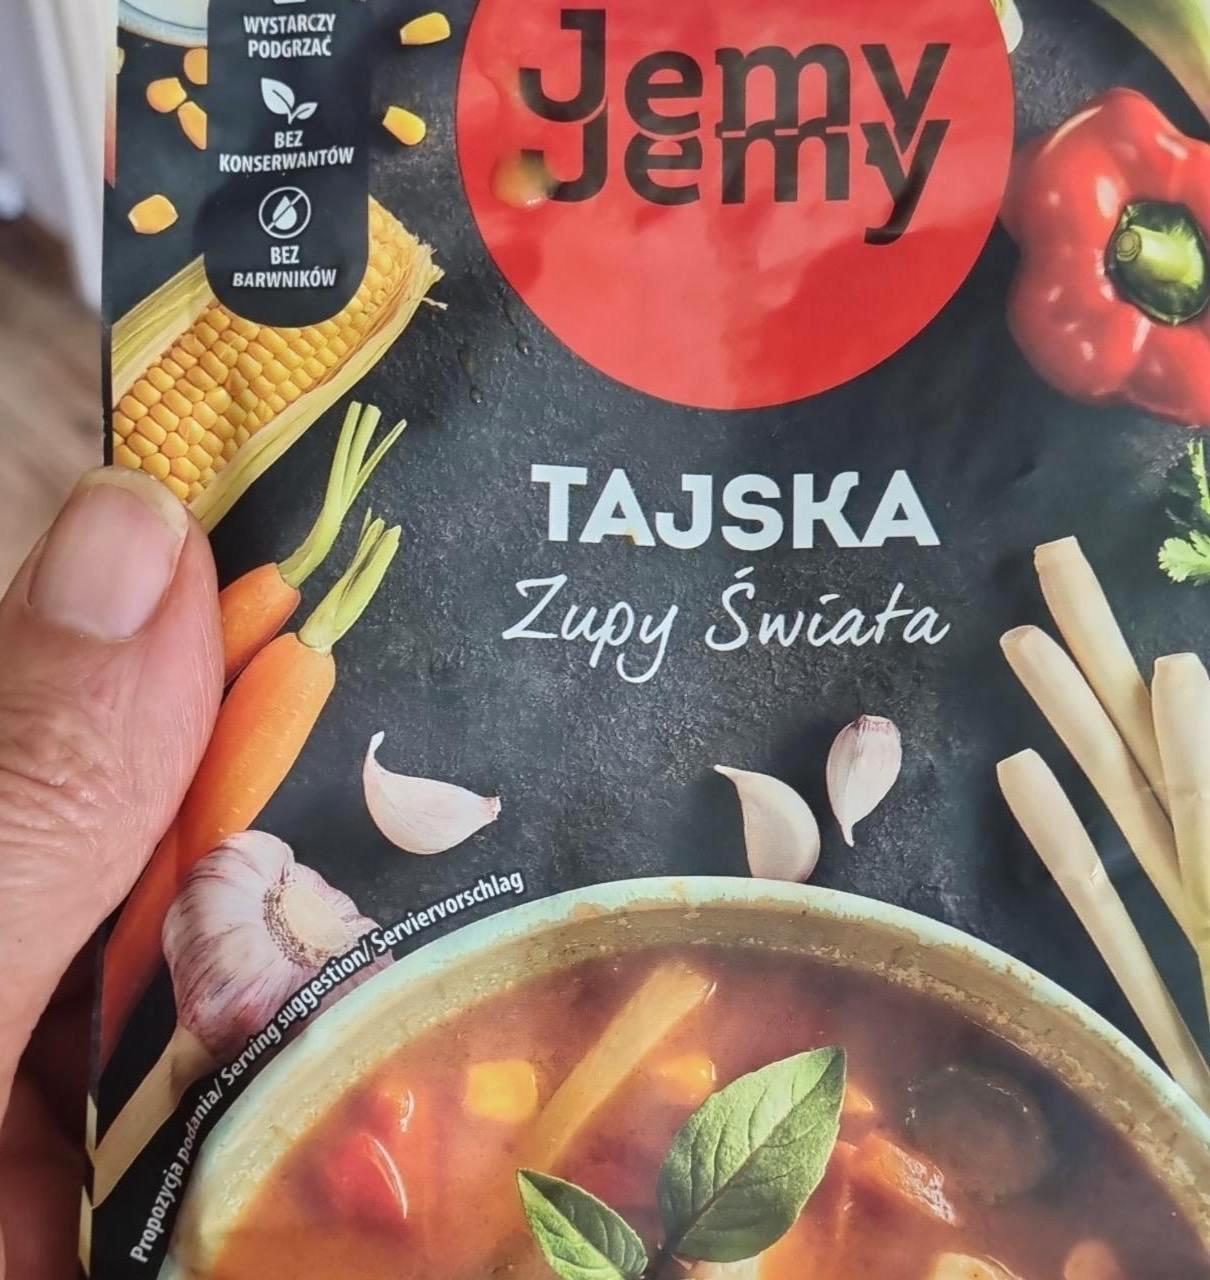 WYSTARCZY
PODGRZAĆ
BEZ
KONSERWANTÓW
BEZ
BARWNIKÓW
Jemy
Jemy
TAJSKA
Zupy Świata
Propozycja podania/ Serving suggestion/ Serviervorschlag